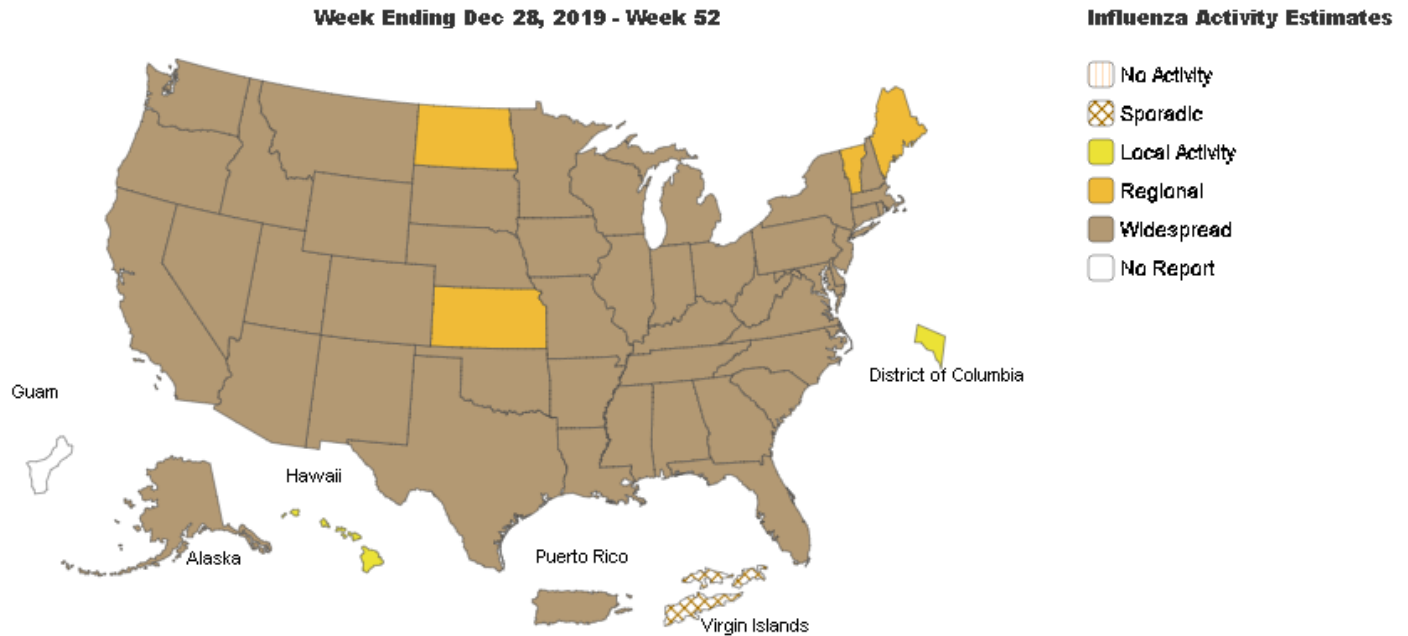 Week Ending Dec 28, 2019 - Week 52
Influenza Activity Estimates
No Activity
Sporadic
Local Activity
Regional
Widespread
No Report
District of Columbia
Guam
Hawaii
Alaska
Puerto Rico
Virgin Islands